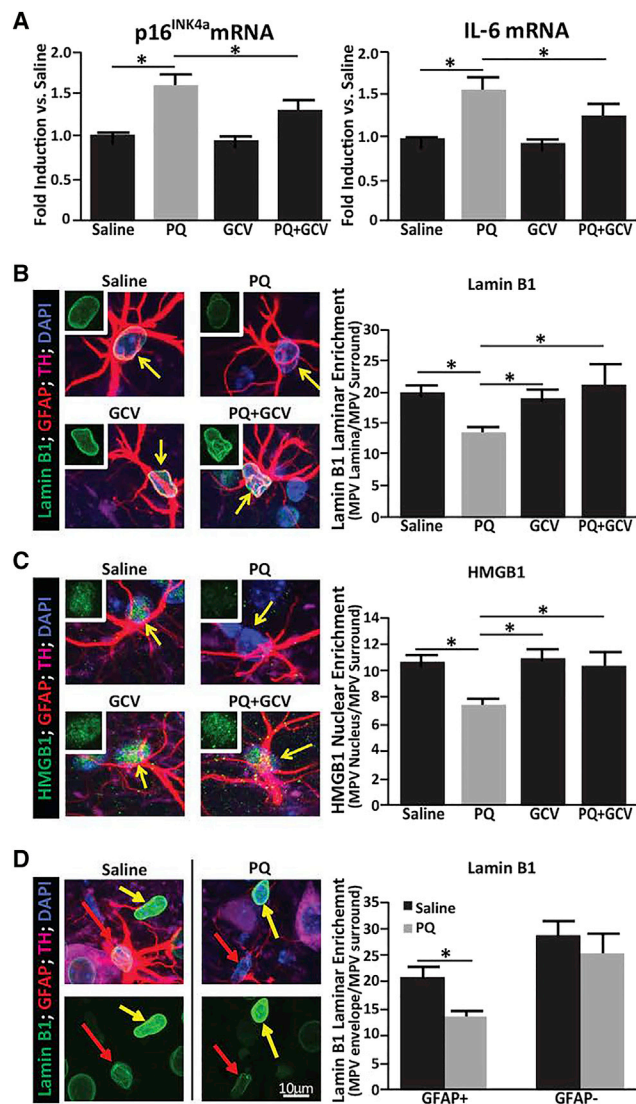 A
p16INK4a mRNA
Fold Induction vs. Saline
2.0
1.5
1.0
0.5
0
*
*
Saline
PQ
GCV
PQ+GCV
IL-6 mRNA
Fold Induction vs. Saline
2.0
1.5
1.0
0.5
0
*
*
Saline
PQ
GCV
PQ+GCV
B
Lamin B1; GFAP; TH; DAPI
Saline
PQ
GCV
PQ+GCV
Lamin B1
Lamin B1 Laminar Enrichment
(MPV Lamina/MPV Surround)
30
25
20
15
10
5
0
*
*
*
Saline
PQ
GCV
PQ+GCV
C
HMGB1; GFAP; TH; DAPI
Saline
PQ
GCV
PQ+GCV
HMGB1
HMGB1 Nuclear Enrichment
(MPV Nucleus/MPV Surround)
14
12
10
8
6
4
2
0
*
*
*
Saline
PQ
GCV
PQ+GCV
D
Lamin B1; GFAP; TH; DAPI
Saline
PQ
10μm
Lamin B1
Lamin B1 Laminar Enrichemnt
(MPV envelope/MPV surround)
35
30
25
20
15
10
5
0
Saline
PQ
*
GFAP+
GFAP-